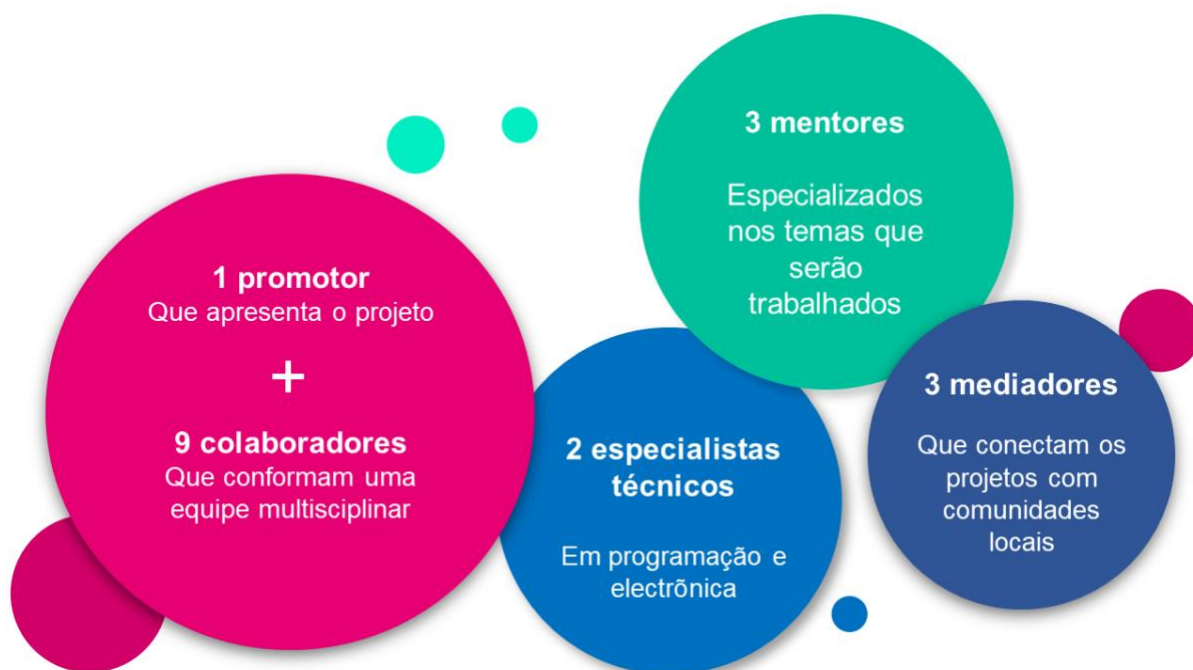 1 promotor
Que apresenta o projeto
+
9 colaboradores
Que conformam uma
equipe multisciplinar
2 especialistas
técnicos
Em programação e
electrõnica
3 mentores
Especializados
nos temas que
serão
trabalhados
3 mediadores
Que conectam os
projetos com
comunidades
locais